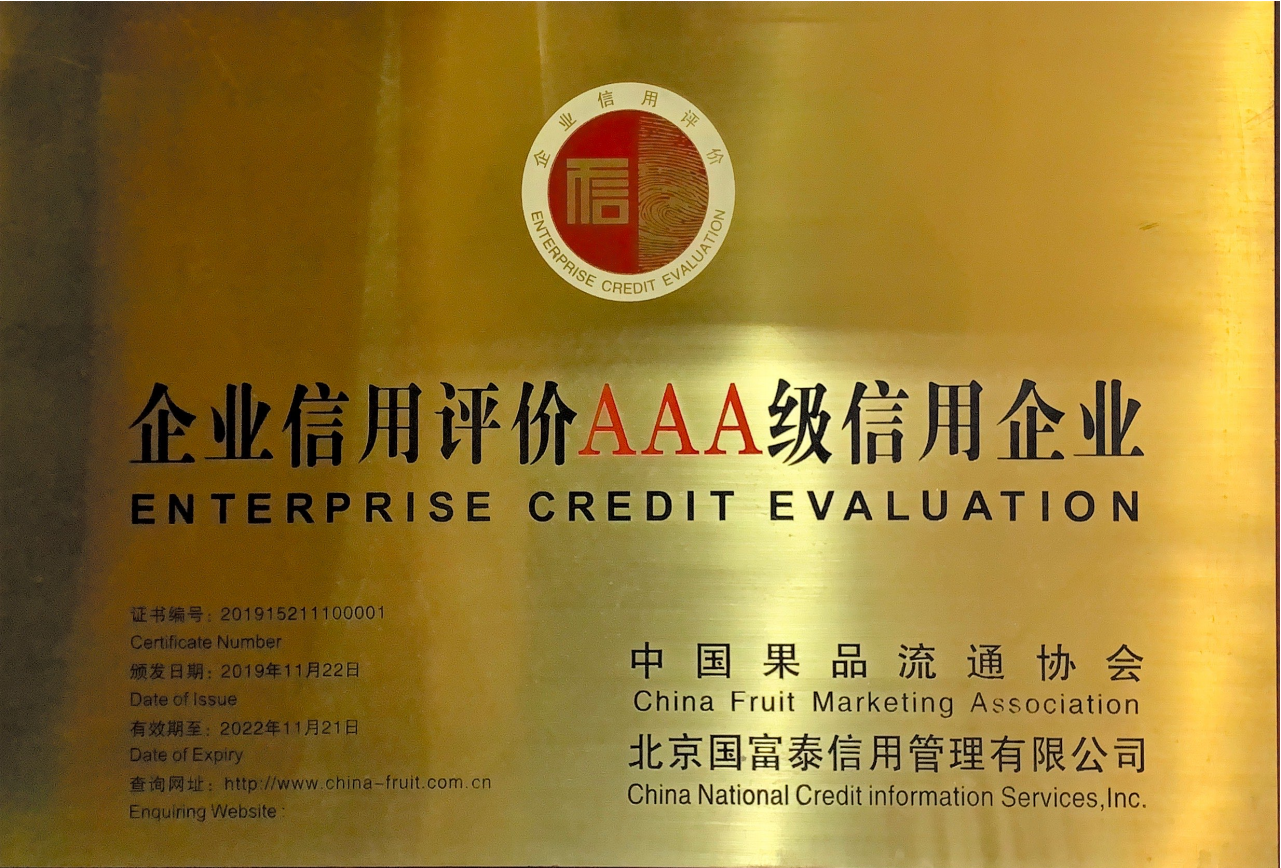 企业信用评价
信
ENTERPRISE CREDIT EVALUATION
企业信用评价AAA级信用企业
ENTERPRISE CREDIT EVALUATION
证书编号：201915211100001
Certificate Number
颁发日期：2019年11月22日
Date of Issue
有效期至：2022年11月21日
Date of Expiry
查询网址：http://www.china-fruit.com.cn
Enquiring Website :
中国果品流通协会
China Fruit Marketing Association
北京国富泰信用管理有限公司
China National Credit information Services,Inc.